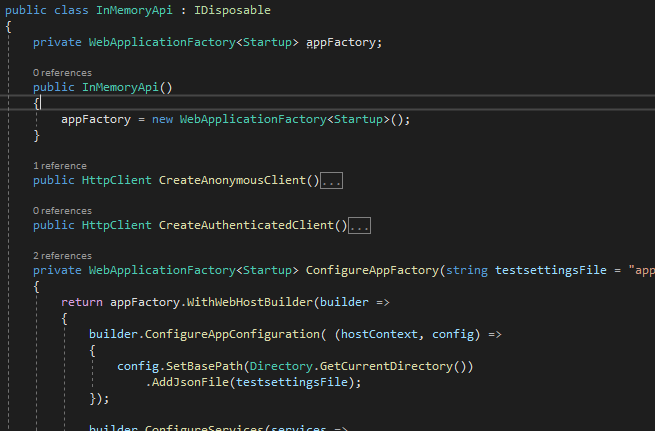 public class InMemoryApi : IDisposable
{
private WebApplicationFactory<Startup> appFactory;
0 references
public InMemoryApi()
{
appFactory = new WebApplicationFactory<Startup>();
}
1 reference
public HttpClient CreateAnonymousClient()...
0 references
public HttpClient CreateAuthenticatedClient()...
2 references
private WebApplicationFactory<Startup> ConfigureAppFactory(string testsettingsFile = "app
{
return appFactory.WithWebHostBuilder(builder =>
{
builder.ConfigureAppConfiguration( (hostContext, config) =>
{
config.SetBasePath(Directory.GetCurrentDirectory())
.AddJsonFile(testsettingsFile);
});
builder.ConfigureServices(services =>